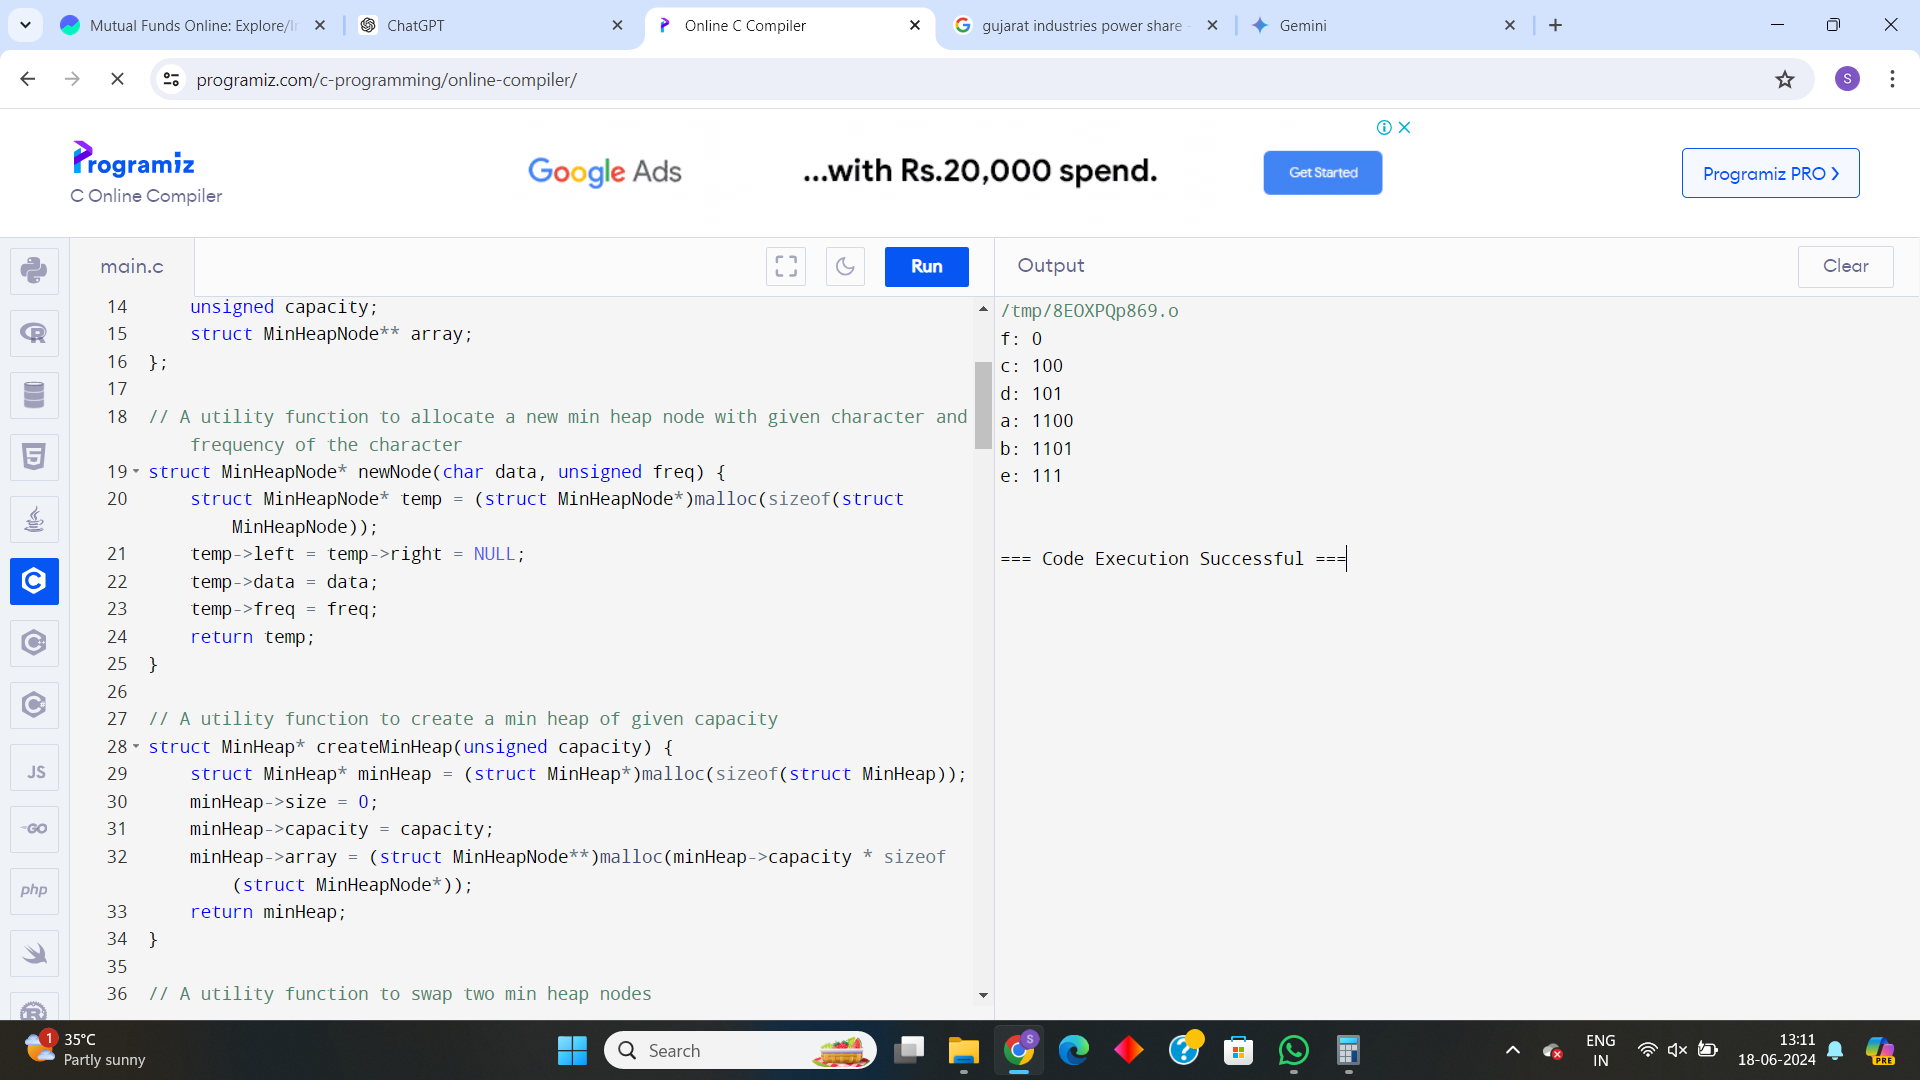 Mutual Funds Online: Explore/In
ChatGPT
Online C Compiler
gujarat industries power share -
Gemini
programiz.com/c-programming/online-compiler/
S
Programiz
C Online Compiler
Google Ads
...with Rs.20,000 spend.
Get Started
Programiz PRO
main.c
Run
Output
Clear
14 unsigned capacity;
15 struct MinHeapNode** array;
16 };
17
18 // A utility function to allocate a new min heap node with given character and
frequency of the character
19 struct MinHeapNode* newNode(char data, unsigned freq) {
20 struct MinHeapNode* temp = (struct MinHeapNode*)malloc(sizeof(struct
MinHeapNode));
21 temp->left = temp->right = NULL;
22 temp->data = data;
23 temp->freq = freq;
24 return temp;
25 }
26
27 // A utility function to create a min heap of given capacity
28 struct MinHeap* createMinHeap(unsigned capacity) {
29 struct MinHeap* minHeap = (struct MinHeap*)malloc(sizeof(struct MinHeap));
30 minHeap->size = 0;
31 minHeap->capacity = capacity;
32 minHeap->array = (struct MinHeapNode**)malloc(minHeap->capacity * sizeof
(struct MinHeapNode*));
33 return minHeap;
34 }
35
36 // A utility function to swap two min heap nodes
/tmp/8EOXPQp869.o
f: 0
c: 100
d: 101
a: 1100
b: 1101
e: 111
=== Code Execution Successful ===
JS
GO
php
1
35°C
Partly sunny
Search
S
ENG
IN
13:11
18-06-2024
PRE